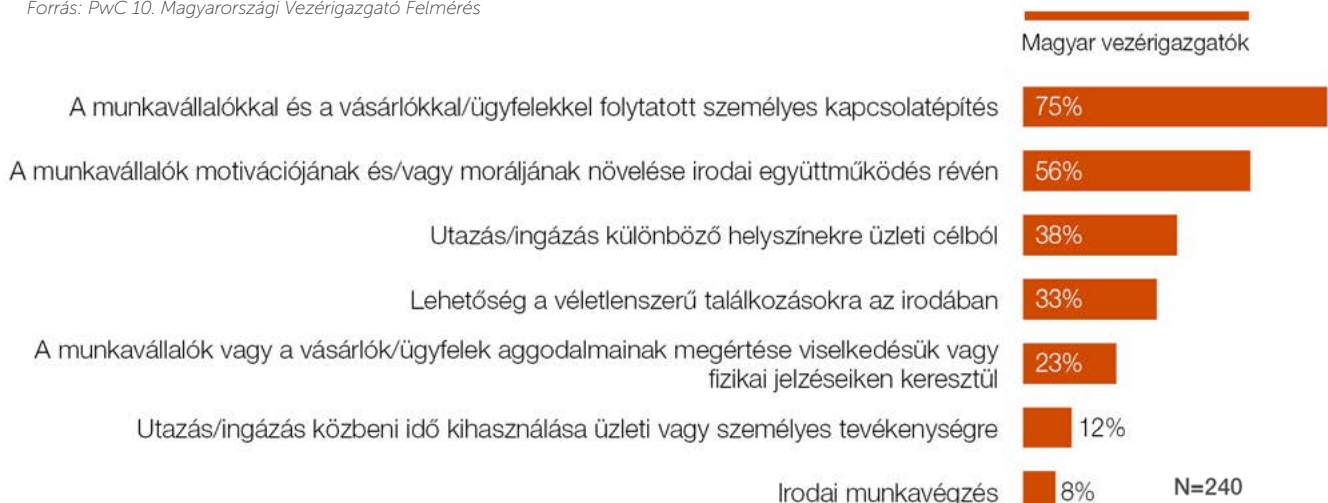 Forrás: PwC 10. Magyarországi Vezérigazgató Felmérés
Magyar vezérigazgatók
A munkavállalókkal és a vásárlókkal/ügyfelekkel folytatott személyes kapcsolatépítés 75%
A munkavállalók motivációjának és/vagy moráljának növelése irodai együttműködés révén 56%
Utazás/ingázás különböző helyszínekre üzleti célból 38%
Lehetőség a véletlenszerű találkozásokra az irodában 33%
A munkavállalók vagy a vásárlók/ügyfelek aggodalmainak megértése viselkedésük vagy
fizikai jelzéseiken keresztül 23%
Utazás/ingázás közbeni idő kihasználása üzleti vagy személyes tevékenységre 12%
Irodai munkavégzés 8% N=240